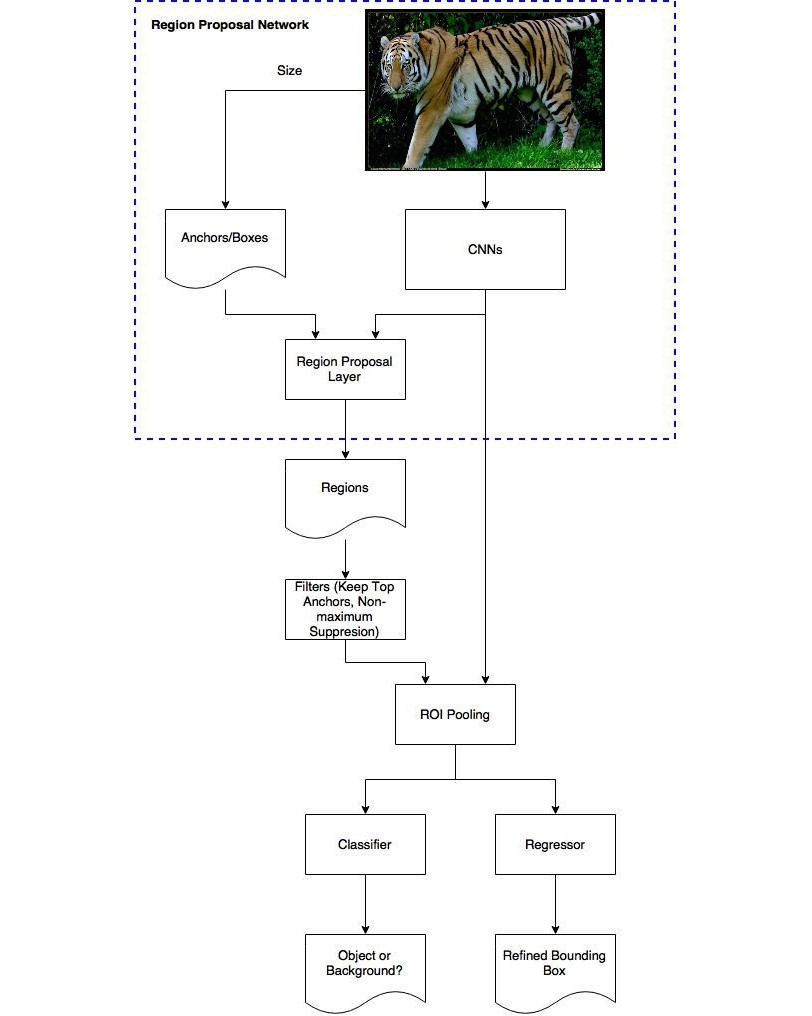 Region Proposal Network
Size
Anchors/Boxes
CNNs
Region Proposal
Layer
Regions
Filters (Keep Top
Anchors, Non-
maximum
Suppresion)
ROI Pooling
Classifier
Regressor
Object or
Background?
Refined Bounding
Box